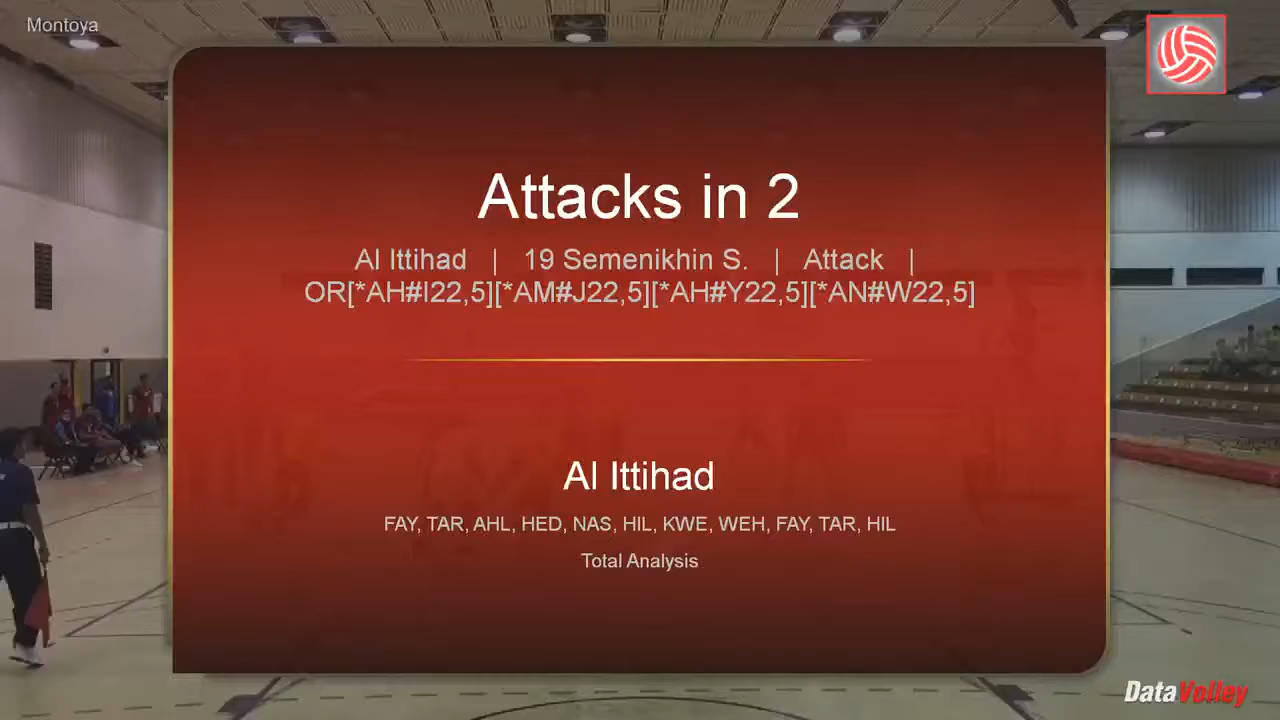 Montoya
Attacks in 2
Al Ittihad | 19 Semenikhin S. | Attack |
OR[*AH#I22,5][*AM#J22,5][*AH#Y22,5][*AN#W22,5]
Al Ittihad
FAY, TAR, AHL, HED, NAS, HIL, KWE, WEH, FAY, TAR, HIL
Total Analysis
DataVolley